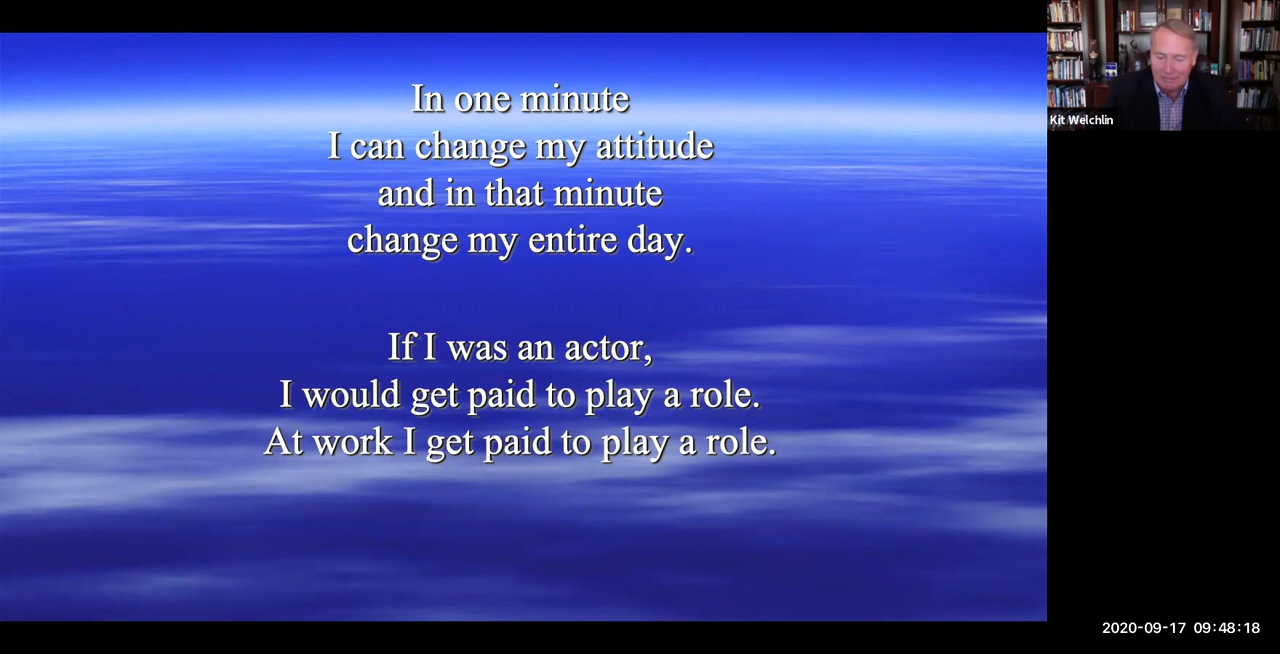 In one minute
I can change my attitude
and in that minute
change my entire day.
If I was an actor,
I would get paid to play a role.
At work I get paid to play a role.
Kit Welchlin
2020-09-17 09:48:18